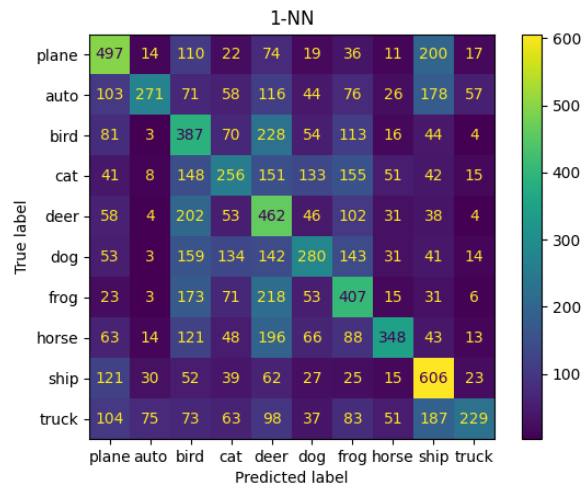 1-NN
plane 497 14 110 22 74 19 36 11 200 17
auto 103 271 71 58 116 44 76 26 178 57
bird 81 3 387 70 228 54 113 16 44 4
cat 41 8 148 256 151 133 155 51 42 15
deer 58 4 202 53 462 46 102 31 38 4
dog 53 3 159 134 142 280 143 31 41 14
frog 23 3 173 71 218 53 407 15 31 6
horse 63 14 121 48 196 66 88 348 43 13
ship 121 30 52 39 62 27 25 15 606 23
truck 104 75 73 63 98 37 83 51 187 229
plane auto bird cat deer dog frog horse ship truck
Predicted label
True label
600
500
400
300
200
100